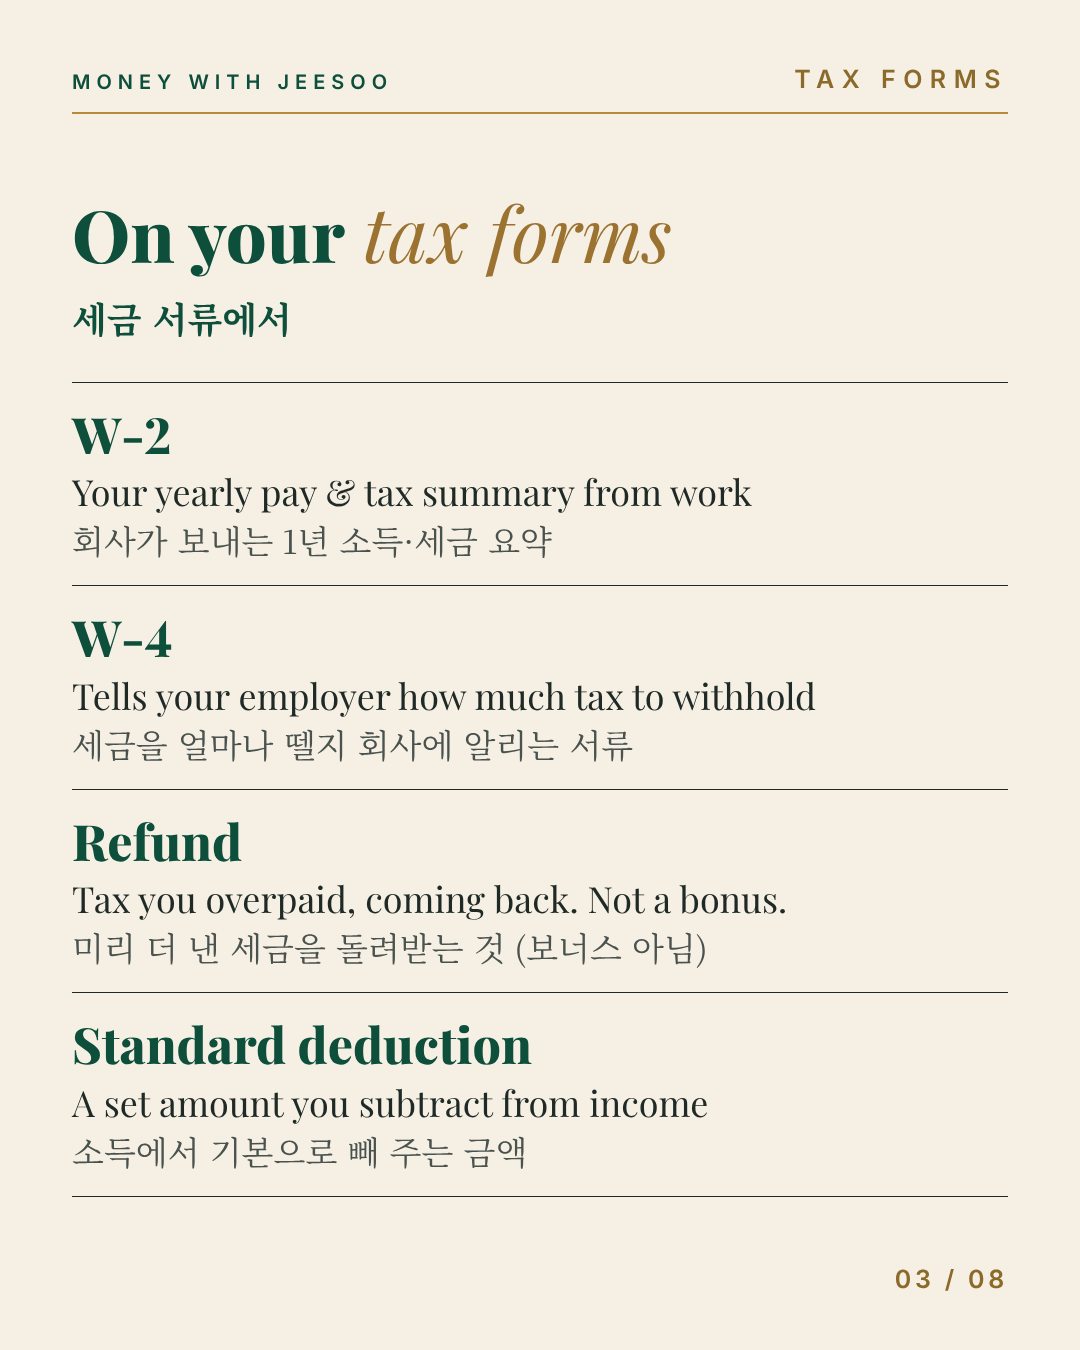 MONEY WITH JEESOO
TAX FORMS
On your tax forms
세금 서류에서
W-2
Your yearly pay & tax summary from work
회사가 보내는 1년 소득·세금 요약
W-4
Tells your employer how much tax to withhold
세금을 얼마나 뗄지 회사에 알리는 서류
Refund
Tax you overpaid, coming back. Not a bonus.
미리 더 낸 세금을 돌려받는 것 (보너스 아님)
Standard deduction
A set amount you subtract from income
소득에서 기본으로 빼 주는 금액
03 / 08